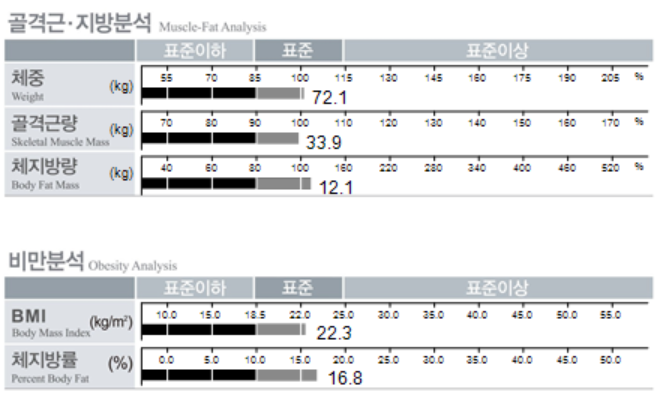 골격근·지방분석 Muscle-Fat Analysis
표준이하 표준 표준이상
체중 (kg) 55 70 85 100 115 130 145 160 175 190 205 %
Weight 72.1
골격근량 (kg) 70 80 90 100 110 120 130 140 150 160 170 %
Skeletal Muscle Mass 33.9
체지방량 (kg) 40 60 80 100 160 220 280 340 400 460 520 %
Body Fat Mass 12.1
비만분석 Obesity Analysis
표준이하 표준 표준이상
BMI (kg/m²) 10.0 15.0 18.5 22.0 25.0 30.0 35.0 40.0 45.0 50.0 55.0
Body Mass Index 22.3
체지방률 (%) 0.0 5.0 10.0 15.0 20.0 25.0 30.0 35.0 40.0 45.0 50.0
Percent Body Fat 16.8